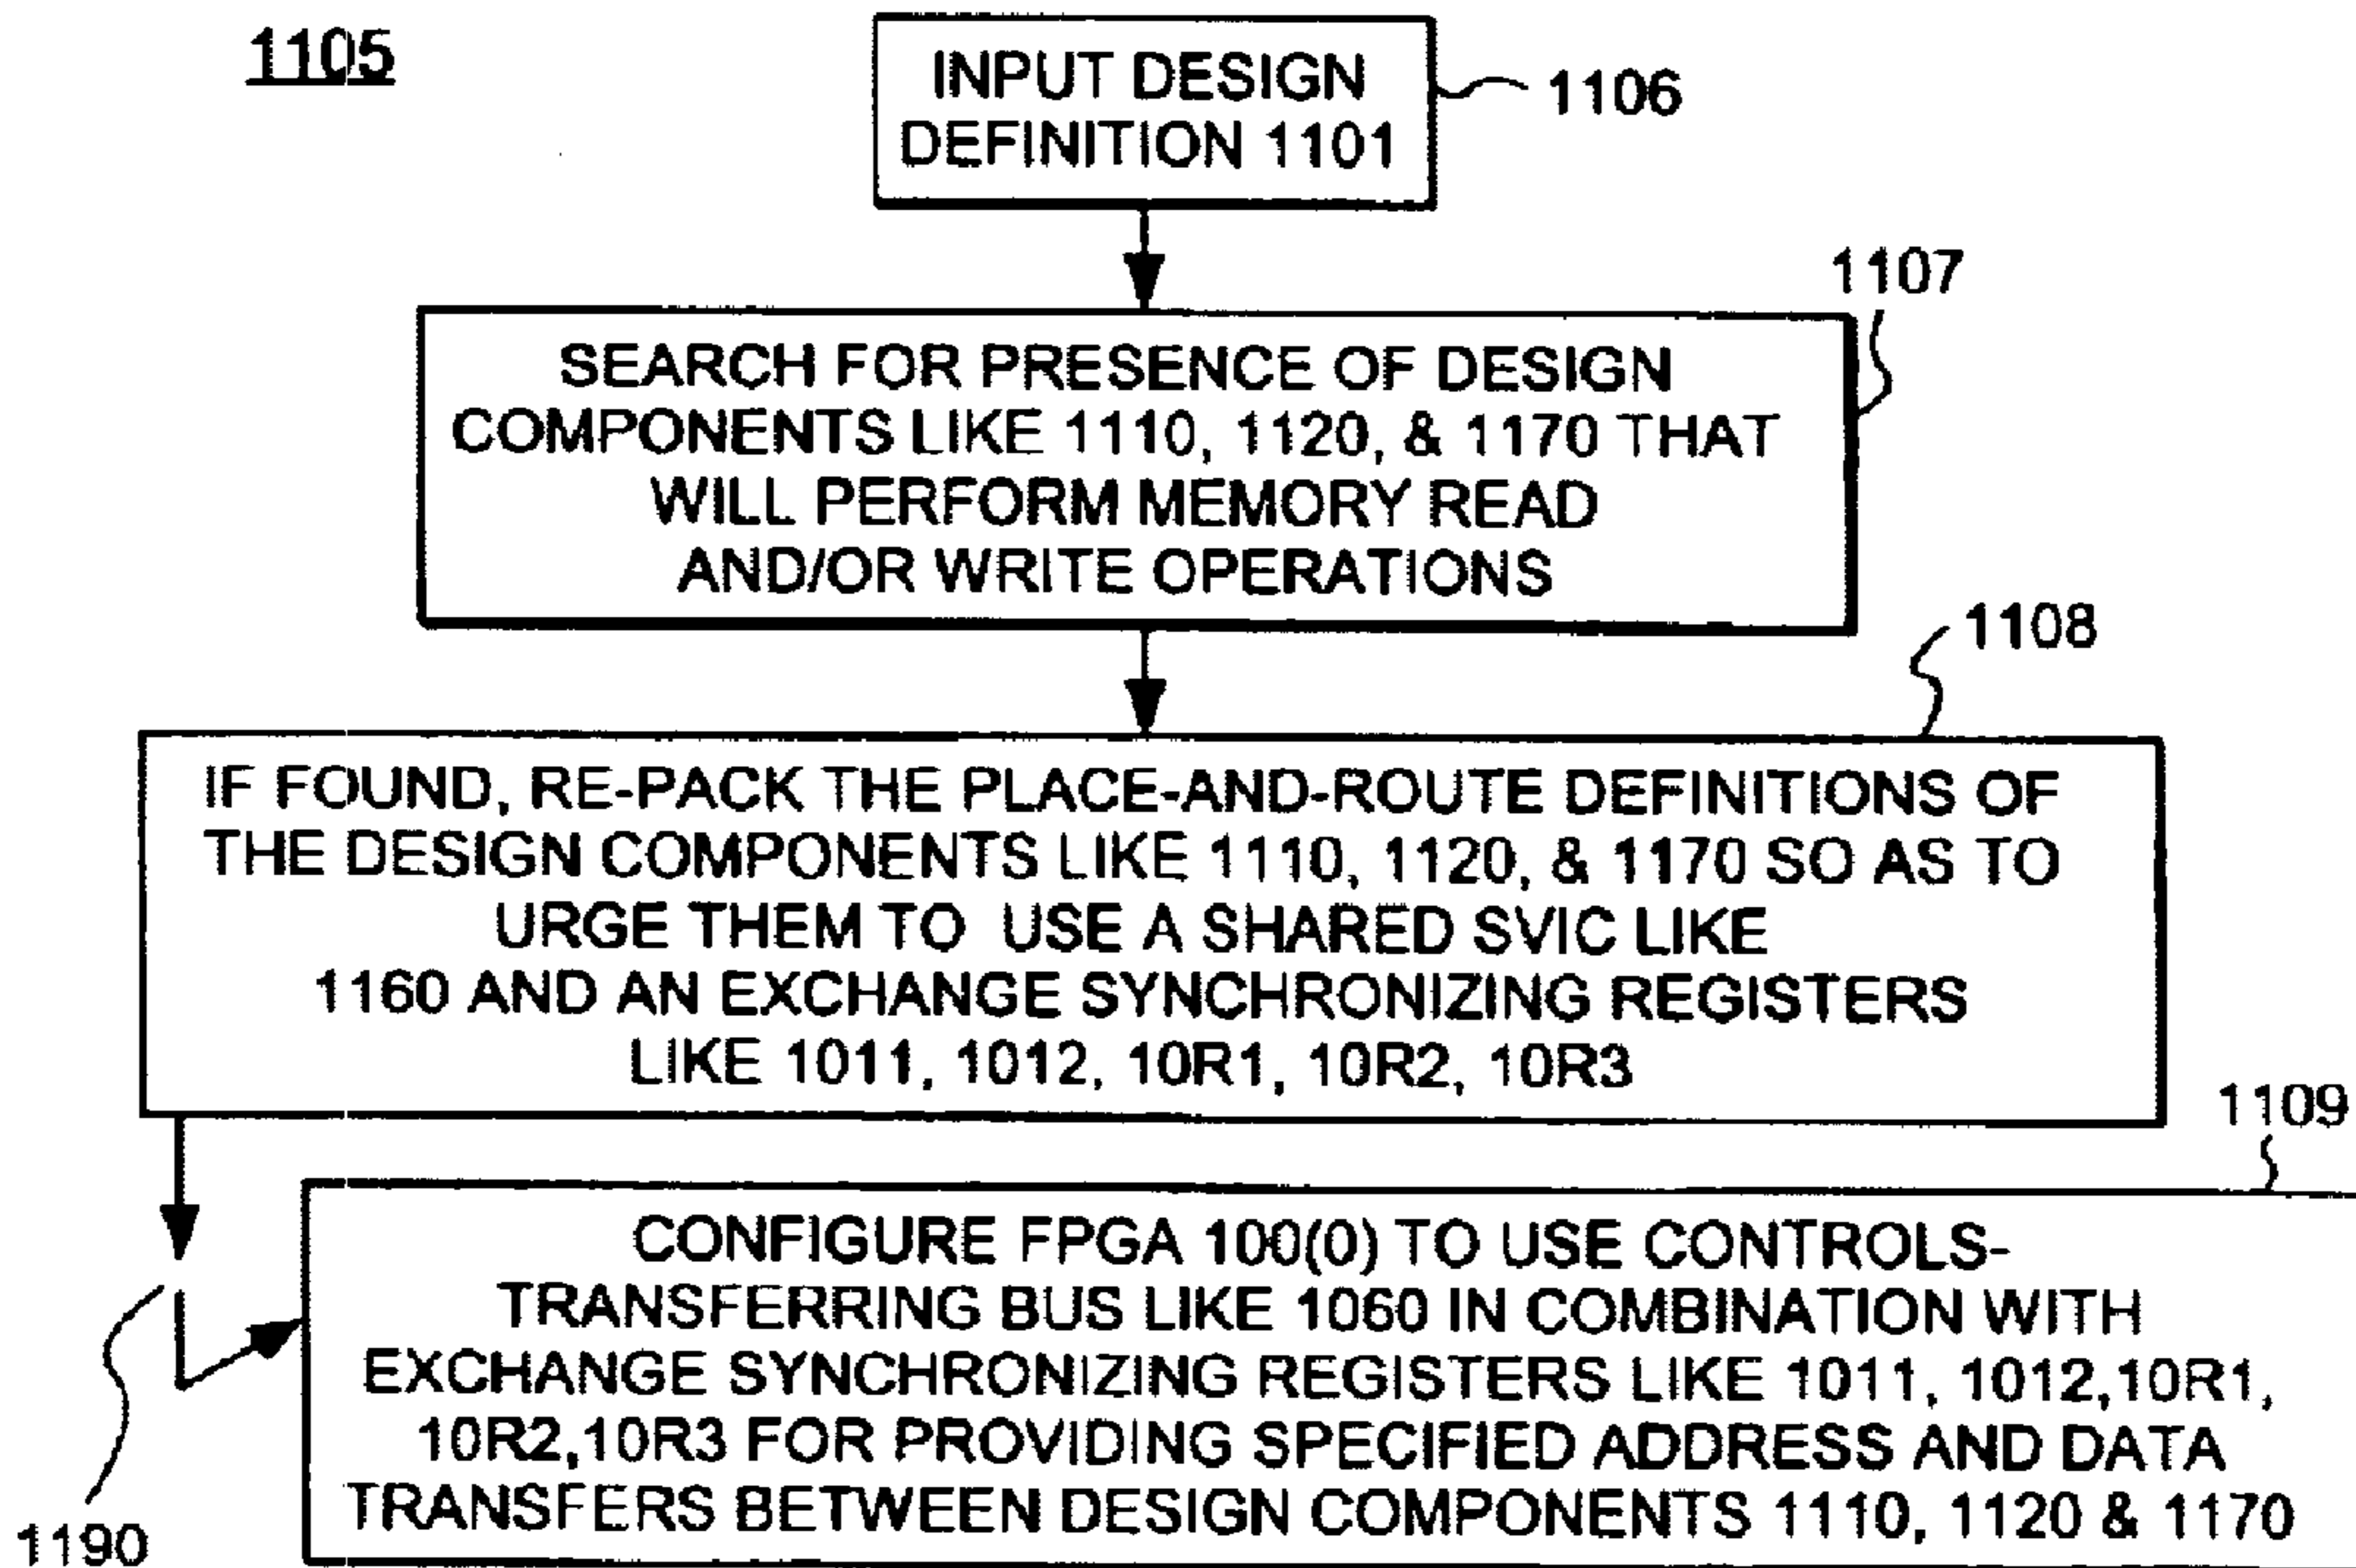 1105
INPUT DESIGN
DEFINITION 1101
1106
1107
SEARCH FOR PRESENCE OF DESIGN
COMPONENTS LIKE 1110, 1120, & 1170 THAT
WILL PERFORM MEMORY READ
AND/OR WRITE OPERATIONS
1108
IF FOUND, RE-PACK THE PLACE-AND-ROUTE DEFINITIONS OF
THE DESIGN COMPONENTS LIKE 1110, 1120, & 1170 SO AS TO
URGE THEM TO USE A SHARED SVIC LIKE
1160 AND AN EXCHANGE SYNCHRONIZING REGISTERS
LIKE 1011, 1012, 10R1, 10R2, 10R3
1109
CONFIGURE FPGA 100(0) TO USE CONTROLS-
TRANSFERRING BUS LIKE 1060 IN COMBINATION WITH
EXCHANGE SYNCHRONIZING REGISTERS LIKE 1011, 1012,10R1,
10R2,10R3 FOR PROVIDING SPECIFIED ADDRESS AND DATA
TRANSFERS BETWEEN DESIGN COMPONENTS 1110, 1120 & 1170
1190